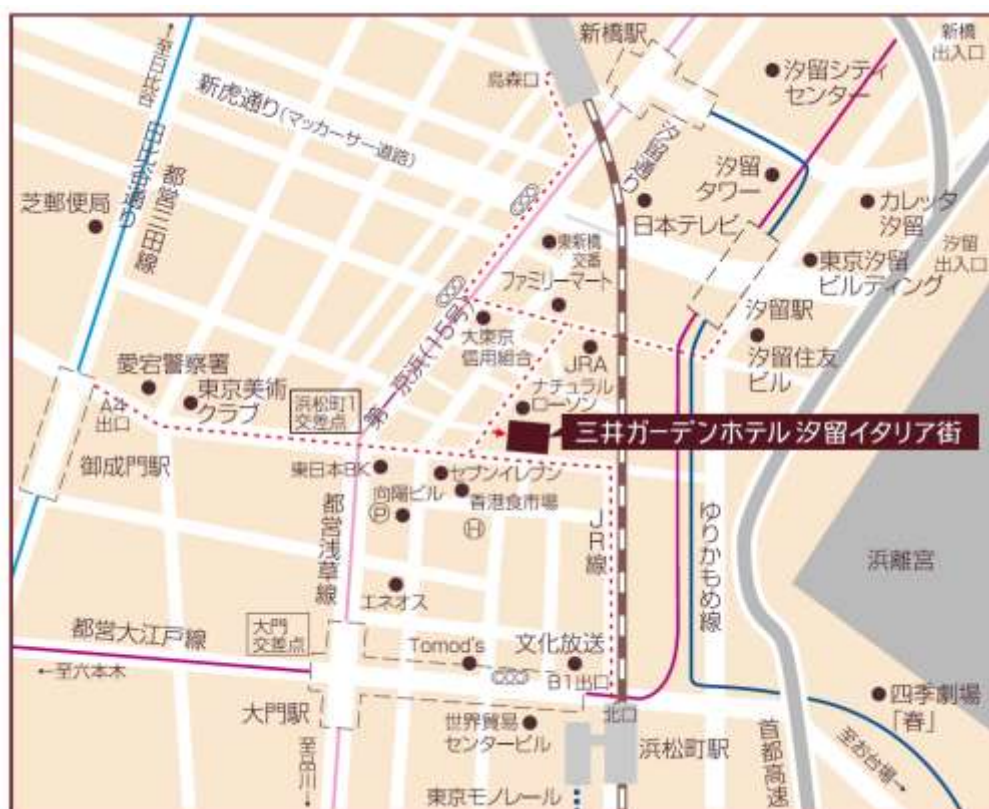 ←至日比谷
新橋駅
新橋
出入口
烏森口
汐留シティ
センター
新虎通り(マッカーサー道路)
日比谷通り
都営三田線
芝郵便局
汐留通り
汐留
タワー
日本テレビ
カレッタ
汐留
汐留
出入口
東新橋
交番
ファミリーマート
東京汐留
ビルディング
汐留駅
第一京浜(15号)
大東京
信用組合
JRA
汐留住友
ビル
ナチュラル
ローソン
愛宕警察署
東京美術
クラブ
A4
出口
浜松町1
交差点
三井ガーデンホテル 汐留イタリア街
御成門駅
東日本BK
セブンイレブン
向陽ビル
P
香港食市場
H
都営浅草線
JR線
ゆりかもめ線
浜離宮
エネオス
大門
交差点
都営大江戸線
←至六本木
Tomod's
文化放送
B1出口
大門駅
北口
四季劇場
「春」
世界貿易
センタービル
浜松町駅
首都高速
至お台場→
至品川→
東京モノレール